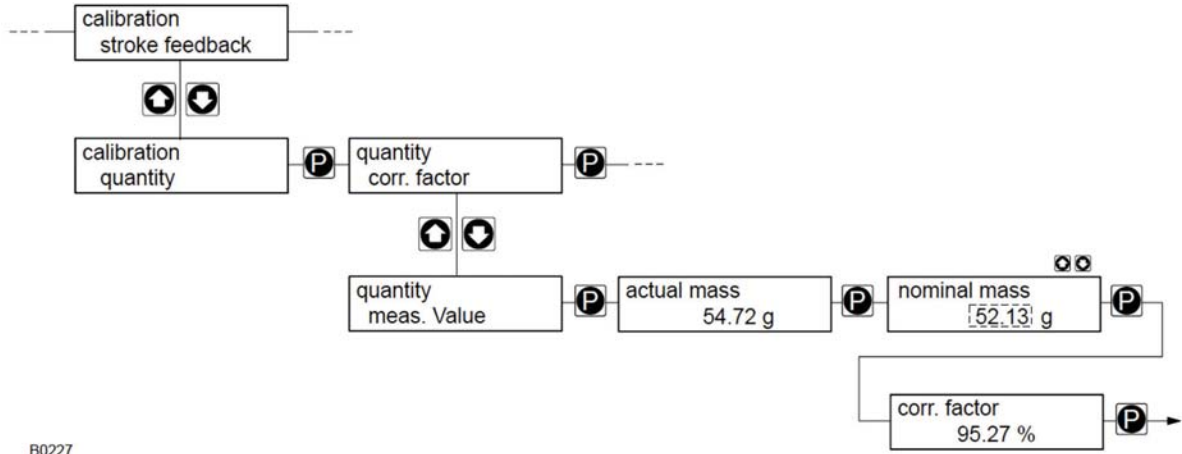 calibration
stroke feedback
calibration
quantity
P
quantity
corr. factor
P
quantity
meas. Value
P
actual mass
54.72 g
P
nominal mass
52.13 g
P
corr. factor
95.27 %
P
B0227